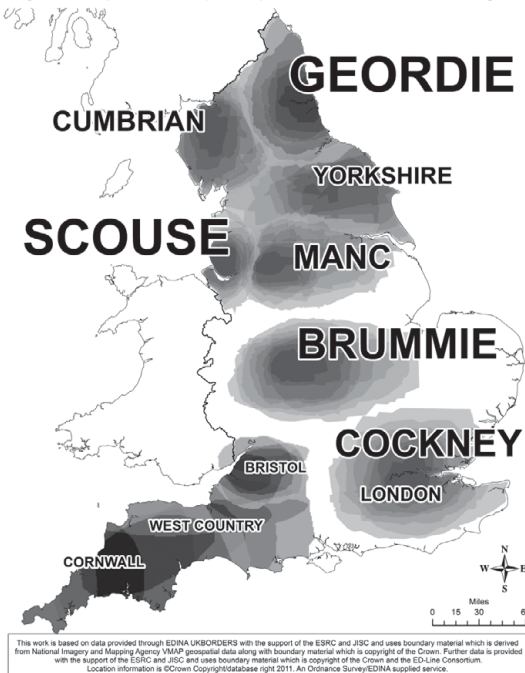 GEORDIE
CUMBRIAN
YORKSHIRE
SCOUSE
MANC
BRUMMIE
COCKNEY
BRISTOL
LONDON
WEST COUNTRY
CORNWALL
N
W E
S
Miles
0 15 30 6
This work is based on data provided through EDINA UKBORDERS with the support of the ESRC and JISC and uses boundary material which is derived
from National Imagery and Mapping Agency VMAP geospatial data along with boundary material which is copyright of the Crown. Further data is provided
with the support of the ESRC and JISC and uses boundary material which is copyright of the Crown and the ED-Line Consortium.
Location information is ©Crown Copyright/database right 2011. An Ordnance Survey/EDINA supplied service.